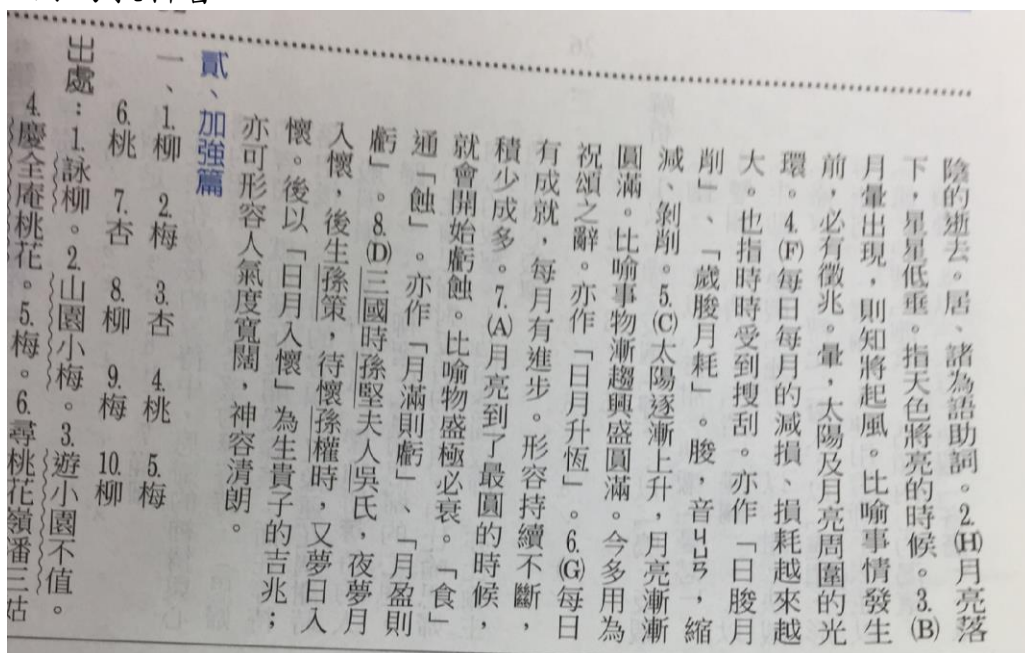 陰的逝去。居、諸為語助詞。2.(H)月亮落
下，星星低垂。指天色將亮的時候。3.(B)
月暈出現，則知將起風。比喻事情發生
前，必有徵兆。暈，太陽及月亮周圍的光
環。4.(F)每日每月的減損、損耗越來越
大。也指時時受到搜刮。亦作「日朘月
削」、「歲朘月耗」。朘，音ㄐㄩㄢ，縮
減、剝削。5.(C)太陽逐漸上升，月亮漸漸
圓滿。比喻事物漸趨興盛圓滿。今多用為
祝頌之辭。亦作「日月升恆」。6.(G)每日
有成就，每月有進步。形容持續不斷，
積少成多。7.(A)月亮到了最圓的時候，
就會開始虧蝕。比喻物盛極必衰。「食」
通「蝕」。亦作「月滿則虧」、「月盈則
虧」。8.(D)三國時孫堅夫人吳氏，夜夢月
入懷，後生孫策，待懷孫權時，又夢日入
懷。後以「日月入懷」為生貴子的吉兆；
亦可形容人氣度寬闊，神容清朗。
貳、加強篇
一、1.柳 2.梅 3.杏 4.桃 5.梅
6.桃 7.杏 8.柳 9.梅 10.柳
出處：1.詠柳。2.山園小梅。3.遊小園不值。
4.慶全庵桃花。5.梅。6.尋桃花嶺潘三姑